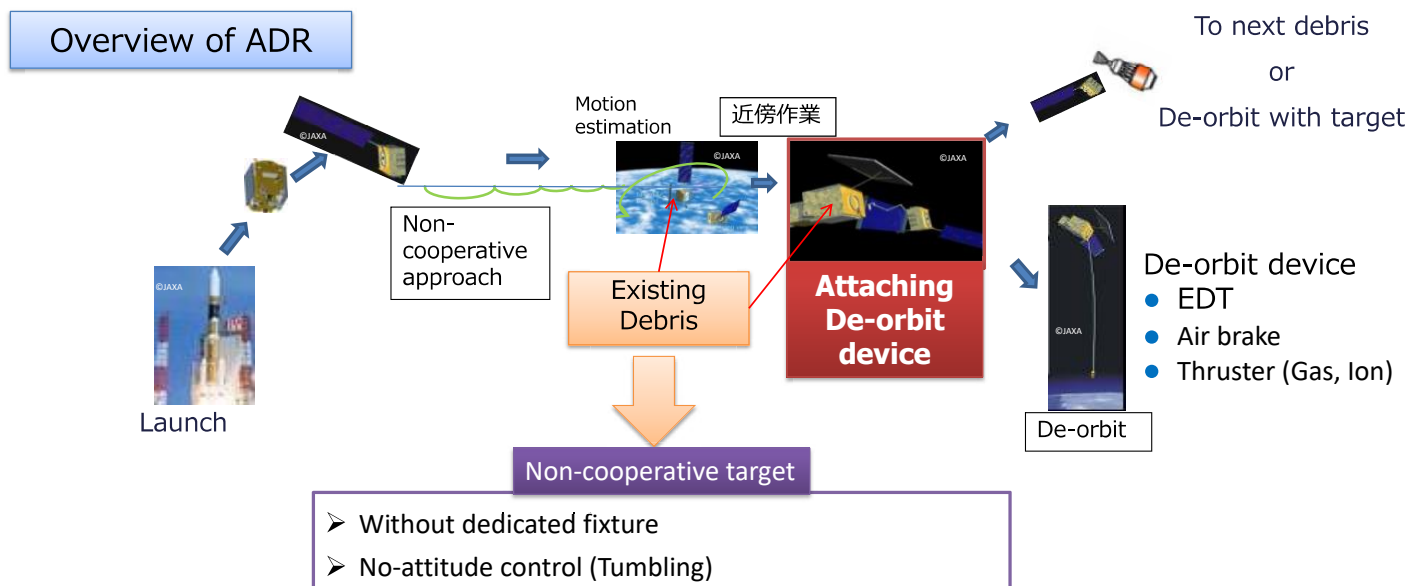 Overview of ADR
To next debris
or
De-orbit with target
©JAXA
Motion
estimation
近傍作業
©JAXA
©JAXA
Non-
cooperative
approach
©JAXA
Launch
Existing
Debris
Attaching
De-orbit
device
©JAXA
De-orbit
De-orbit device
● EDT
● Air brake
● Thruster (Gas, Ion)
Non-cooperative target
➢ Without dedicated fixture
➢ No-attitude control (Tumbling)